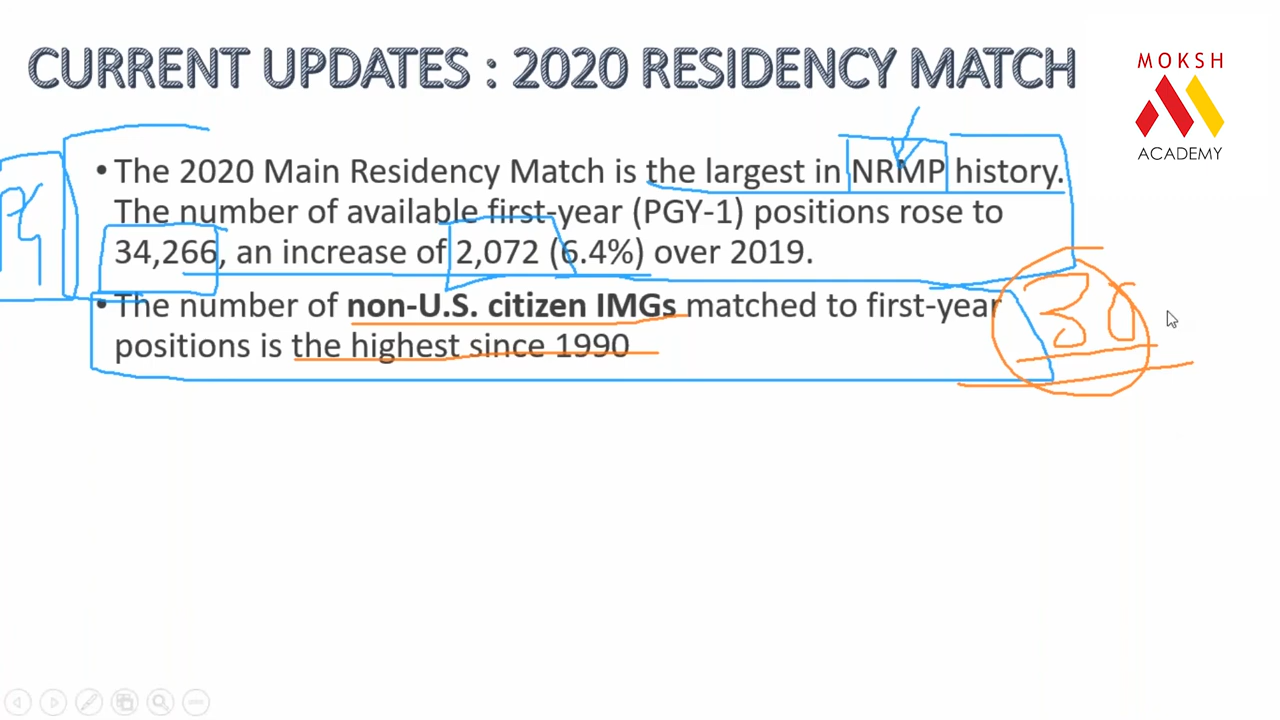 CURRENT UPDATES : 2020 RESIDENCY MATCH
MOKSH
ACADEMY
• The 2020 Main Residency Match is the largest in NRMP history.
The number of available first-year (PGY-1) positions rose to
34,266, an increase of 2,072 (6.4%) over 2019.
• The number of non-U.S. citizen IMGs matched to first-year
positions is the highest since 1990
30